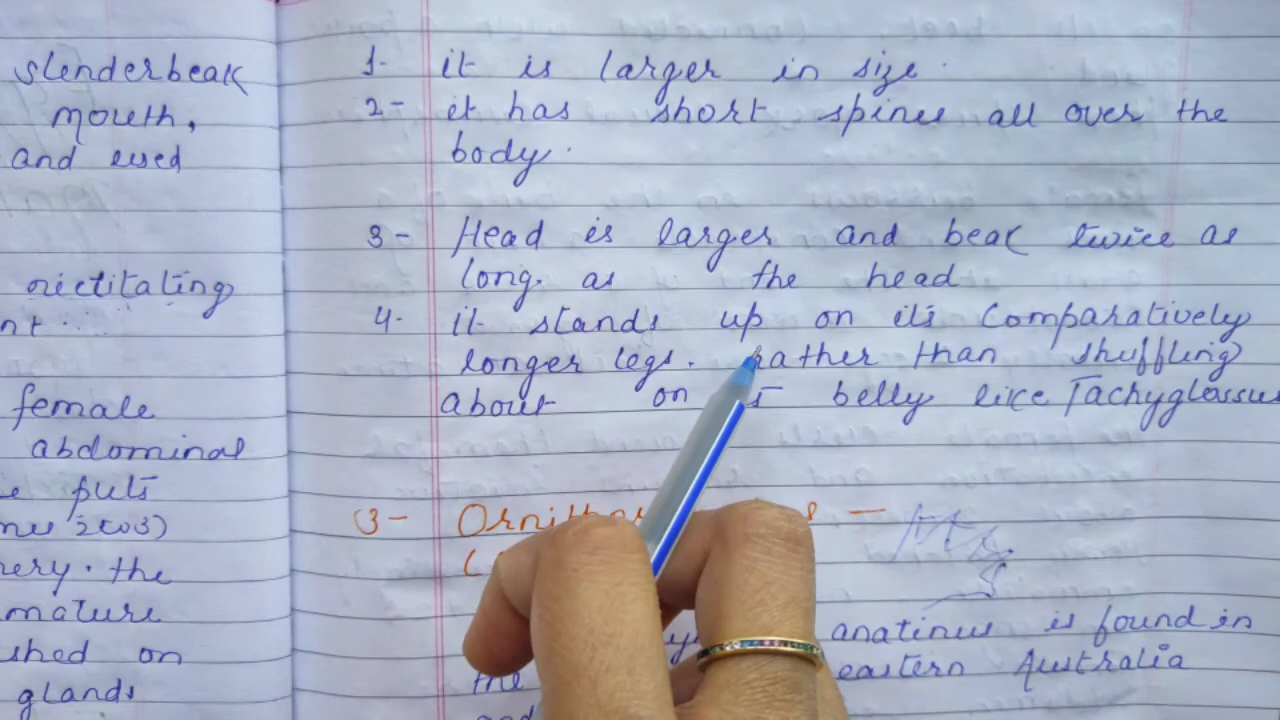 slenderbeak
mouth,
and used
nictitating
nt.
female
abdominal
e puts
ery. the
mature
shed on
glands
1- it is larger in size.
2- it has short spines all over the
body.
3- Head is larger and beak twice as
long. as the head
4- it stands up on its comparatively
longer legs. rather than shuffling
about on belly like Tachyglossus
(3- Ornithor s —
anatinus is found in
the eastern Australia
and